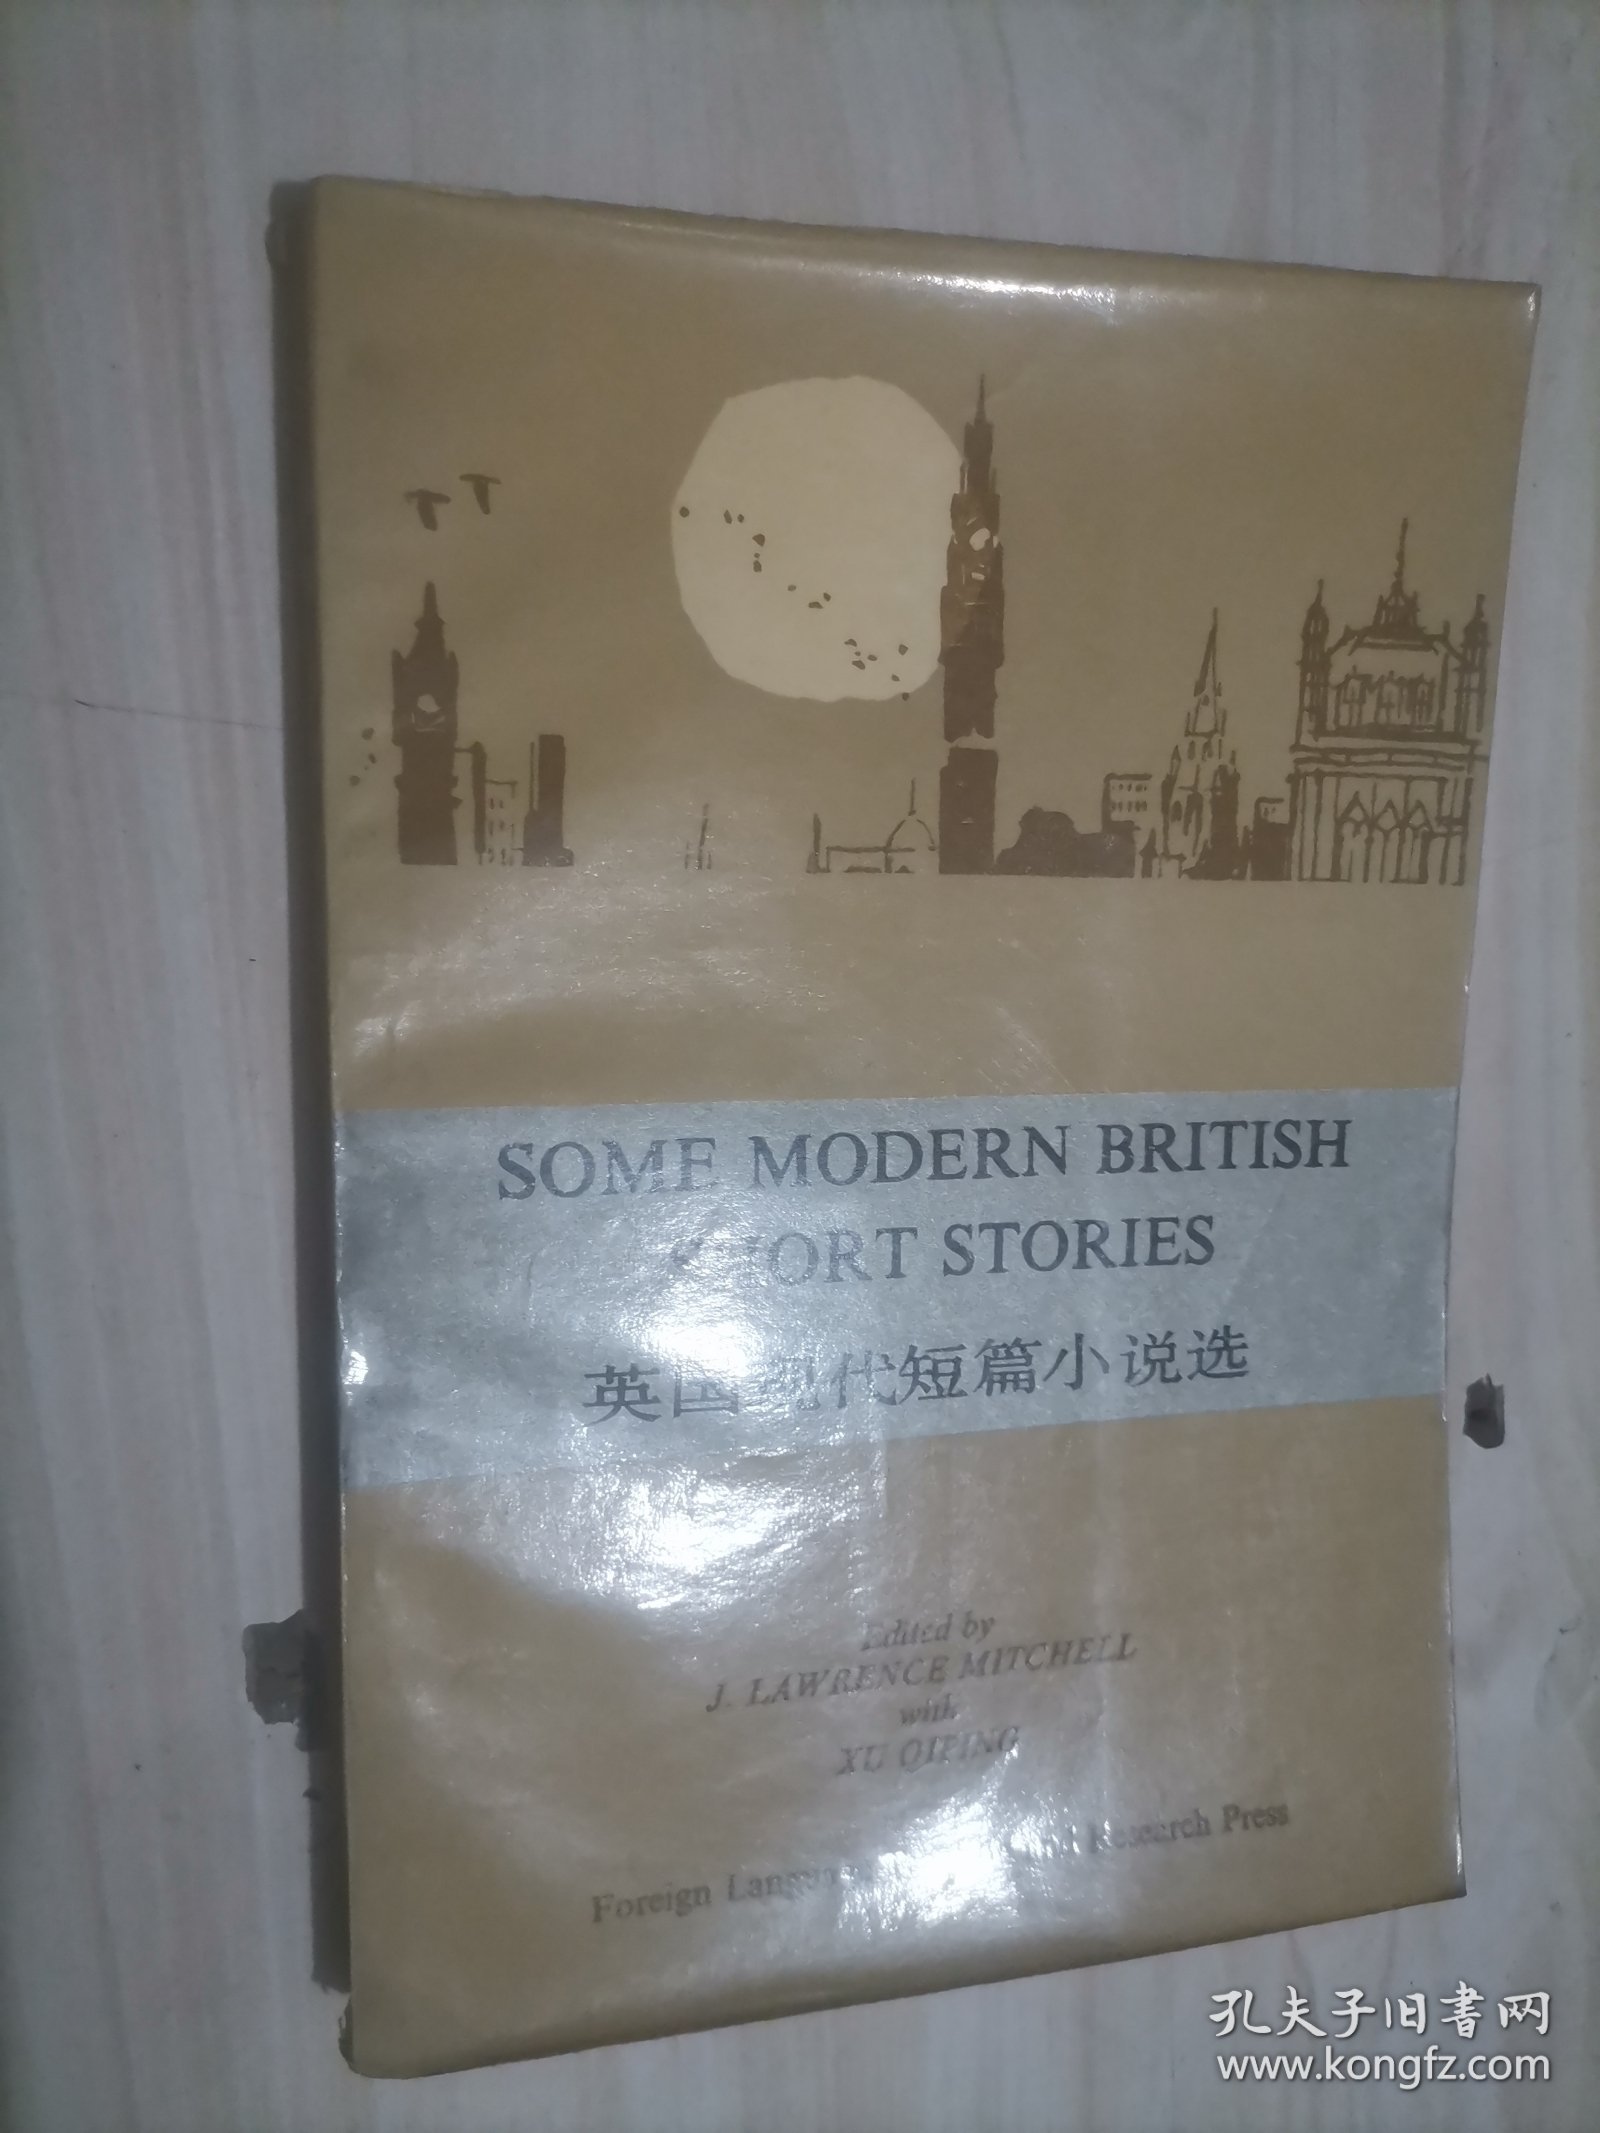 SOME MODERN BRITISH
SHORT STORIES
英国现代短篇小说选
Edited by
J. LAWRENCE MITCHELL
with
XU QIPING
Foreign Language Research Press
孔夫子旧书网
www.kongfz.com